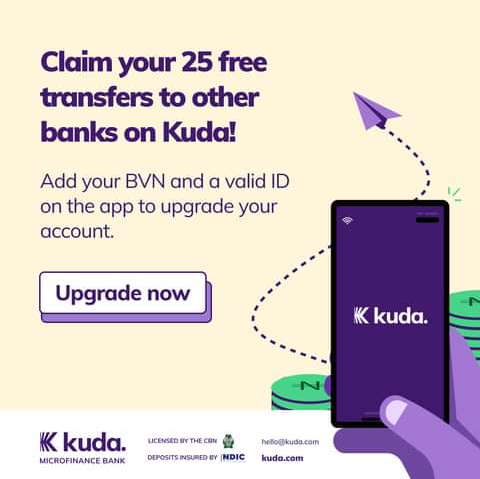 Claim your 25 free
transfers to other
banks on Kuda!
Add your BVN and a valid ID
on the app to upgrade your
account.
Upgrade now
kuda.
N
N
kuda.
MICROFINANCE BANK
LICENSED BY THE CBN
DEPOSITS INSURED BY NDIC
hello@kuda.com
kuda.com